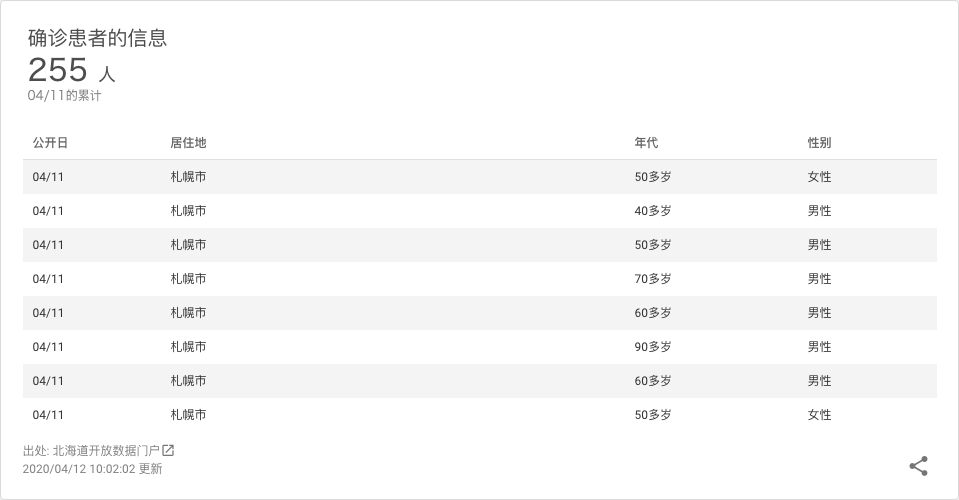 确诊患者的信息
255 人
04/11的累计
公开日 居住地 年代 性别
04/11 札幌市 50多岁 女性
04/11 札幌市 40多岁 男性
04/11 札幌市 50多岁 男性
04/11 札幌市 70多岁 男性
04/11 札幌市 60多岁 男性
04/11 札幌市 90多岁 男性
04/11 札幌市 60多岁 男性
04/11 札幌市 50多岁 女性
出处: 北海道开放数据门户
2020/04/12 10:02:02 更新